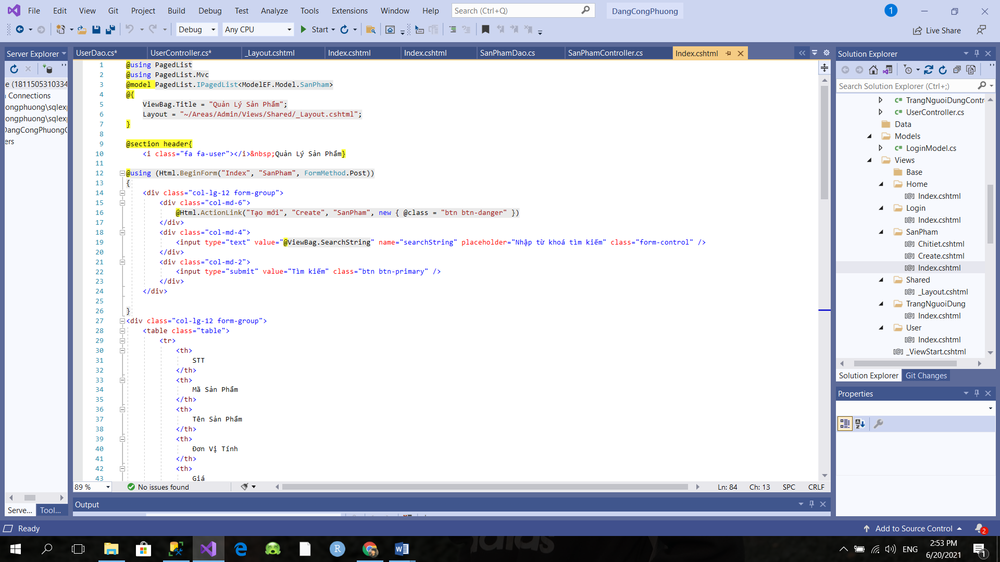 File Edit View Git Project Build Debug Test Analyze Tools Extensions Window Help Search (Ctrl+Q) DangCongPhuong 1
Debug Any CPU Start Live Share
Server Explorer
e (1811505310334
Connections
ongphuong\sqlexp
ongphuong\sqlexp
DangCongPhuongC
ers
Serve... Tool...
UserDao.cs* UserController.cs* _Layout.cshtml Index.cshtml Index.cshtml SanPhamDao.cs SanPhamController.cs Index.cshtml
1 @using PagedList
2 @using PagedList.Mvc
3 @model PagedList.IPagedList<ModelEF.Model.SanPham>
4 @{
5 ViewBag.Title = "Quản Lý Sản Phẩm";
6 Layout = "~/Areas/Admin/Views/Shared/_Layout.cshtml";
7 }
8
9 @section header{
10 <i class="fa fa-user"></i>&nbsp;Quản Lý Sản Phẩm}
11
12 @using (Html.BeginForm("Index", "SanPham", FormMethod.Post))
13 {
14 <div class="col-lg-12 form-group">
15 <div class="col-md-6">
16 @Html.ActionLink("Tạo mới", "Create", "SanPham", new { @class = "btn btn-danger" })
17 </div>
18 <div class="col-md-4">
19 <input type="text" value="@ViewBag.SearchString" name="searchString" placeholder="Nhập từ khoá tìm kiếm" class="form-control" />
20 </div>
21 <div class="col-md-2">
22 <input type="submit" value="Tìm kiếm" class="btn btn-primary" />
23 </div>
24 </div>
25
26 }
27 <div class="col-lg-12 form-group">
28 <table class="table">
29 <tr>
30 <th>
31 STT
32 </th>
33 <th>
34 Mã Sản Phẩm
35 </th>
36 <th>
37 Tên Sản Phẩm
38 </th>
39 <th>
40 Đơn Vị Tính
41 </th>
42 <th>
43 Giá
89 % No issues found Ln: 84 Ch: 13 SPC CRLF
Output
Solution Explorer
Search Solution Explorer (Ctrl+;)
C# TrangNguoiDungContr
C# UserController.cs
Data
Models
C# LoginModel.cs
Views
Base
Home
[@] Index.cshtml
Login
[@] Index.cshtml
SanPham
[@] Chitiet.cshtml
[@] Create.cshtml
[@] Index.cshtml
Shared
[@] _Layout.cshtml
TrangNguoiDung
[@] Index.cshtml
User
[@] Index.cshtml
[@] _ViewStart.cshtml
Solution Explorer Git Changes
Properties
Ready Add to Source Control 2
ENG 2:53 PM 6/20/2021 1